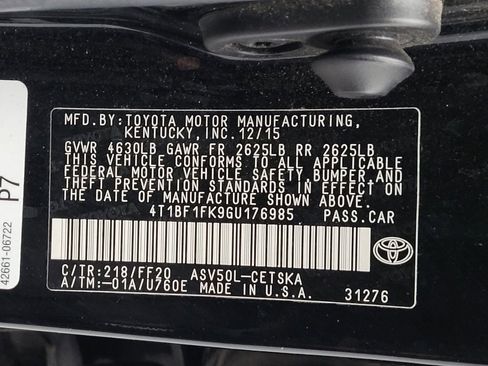 MFD.BY:TOYOTA MOTOR MANUFACTURING,
KENTUCKY,INC.12/15
GVWR 4630LB GAWR FR 2625LB RR 2625LB
THIS VEHICLE CONFORMS TO ALL APPLICABLE
FEDERAL MOTOR VEHICLE SAFETY,BUMPER,AND
THEFT PREVENTION STANDARDS IN EFFECT ON
THE DATE OF MANUFACTURE SHOWN ABOVE.
4T1BF1FK9GU176985 PASS.CAR
C/TR:218/FF20 ASV50L-CETSKA
A/TM:-01A/U760E MADE IN U.S.A. 31276
TOYOTA
42661-06722
P7